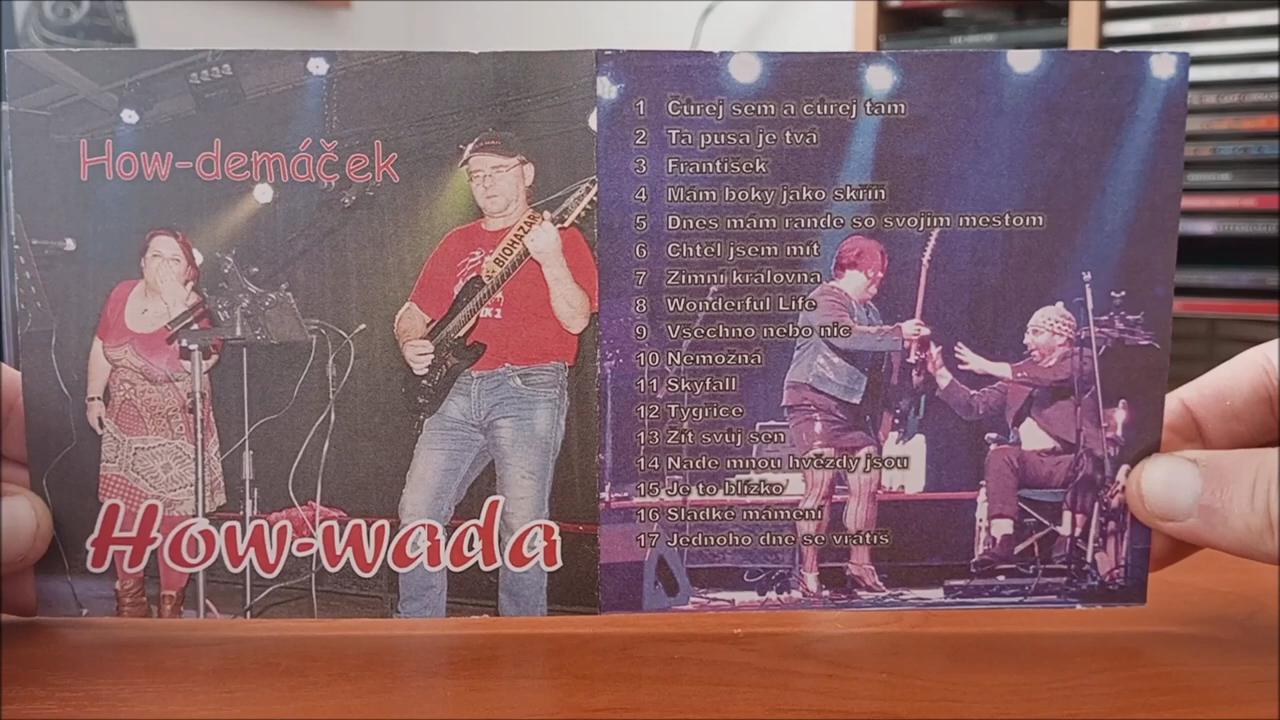 How-demáček
BIOHAZAR
How-wada
1 Čůrej sem a čůrej tam
2 Ta pusa je tvá
3 František
4 Mám boky jako skříň
5 Dnes mám rande so svojím mestom
6 Chtěl jsem mít
7 Zimní královna
8 Wonderful Life
9 Všechno nebo nic
10 Nemožná
11 Skyfall
12 Tygřice
13 Žít svůj sen
14 Nade mnou hvězdy jsou
15 Je to blízko
16 Sladké mámení
17 Jednoho dne se vrátíš